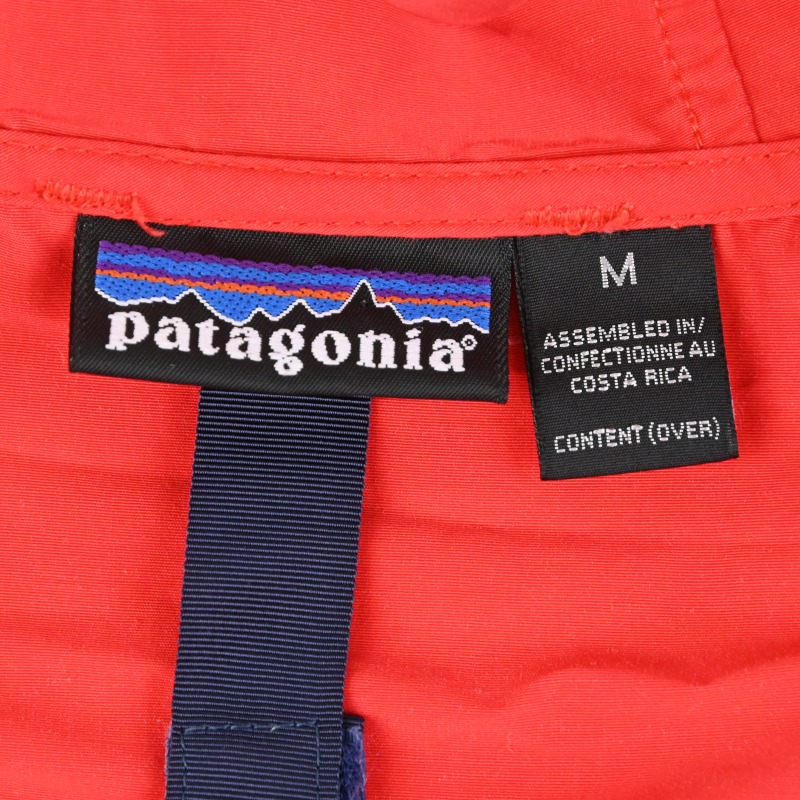 patagonia®
M
ASSEMBLED IN/
CONFECTIONNE AU
COSTA RICA
CONTENT (OVER)